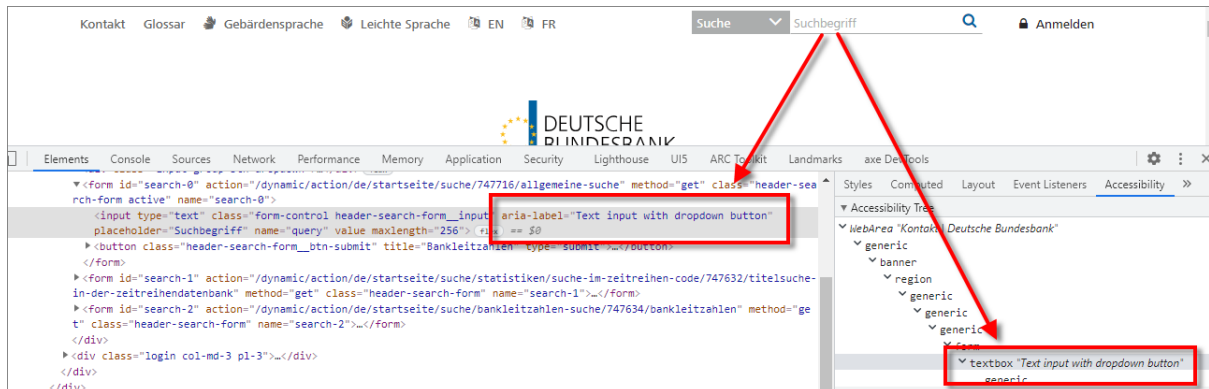 Kontakt Glossar Gebärdensprache Leichte Sprache EN FR Suche Suchbegriff Anmelden
DEUTSCHE
BUNDESBANK
Elements Console Sources Network Performance Memory Application Security Lighthouse UI5 ARC Toolkit Landmarks axe DevTools
▼<form id="search-0" action="/dynamic/action/de/startseite/suche/747716/allgemeine-suche" method="get" class="header-sea
rch-form active" name="search-0">
<input type="text" class="form-control header-search-form__input" aria-label="Text input with dropdown button"
placeholder="Suchbegriff" name="query" value maxlength="256"> flex == $0
▶<button class="header-search-form__btn-submit" title="Bankleitzahlen" type="submit">…</button>
</form>
▶<form id="search-1" action="/dynamic/action/de/startseite/suche/statistiken/suche-im-zeitreihen-code/747632/titelsuche-
in-der-zeitreihendatenbank" method="get" class="header-search-form" name="search-1">…</form>
▶<form id="search-2" action="/dynamic/action/de/startseite/suche/bankleitzahlen-suche/747634/bankleitzahlen" method="ge
t" class="header-search-form" name="search-2">…</form>
</div>
▶<div class="login col-md-3 pl-3">…</div>
</div>
</div>
Styles Computed Layout Event Listeners Accessibility »
▼ Accessibility Tree
WebArea "Kontakt | Deutsche Bundesbank"
generic
banner
region
generic
generic
generic
form
textbox "Text input with dropdown button"
generic